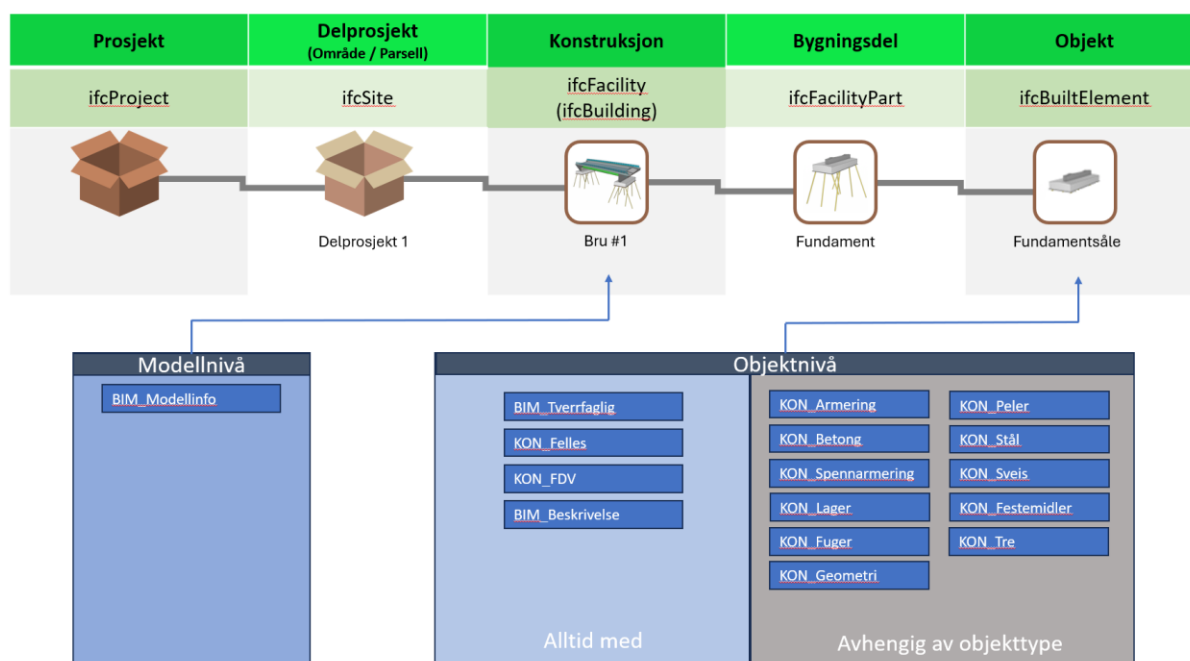 Prosjekt
Delprosjekt
(Område / Parsell)
Konstruksjon
Bygningsdel
Objekt
ifcProject
ifcSite
ifcFacility
(ifcBuilding)
ifcFacilityPart
ifcBuiltElement
Delprosjekt 1
Bru #1
Fundament
Fundamentsåle
Modellnivå
BIM_Modellinfo
Objektnivå
BIM_Tverrfaglig
KON_Felles
KON_FDV
BIM_Beskrivelse
Alltid med
KON_Armering
KON_Betong
KON_Spennarmering
KON_Lager
KON_Fuger
KON_Geometri
KON_Peler
KON_Stål
KON_Sveis
KON_Festemidler
KON_Tre
Avhengig av objekttype